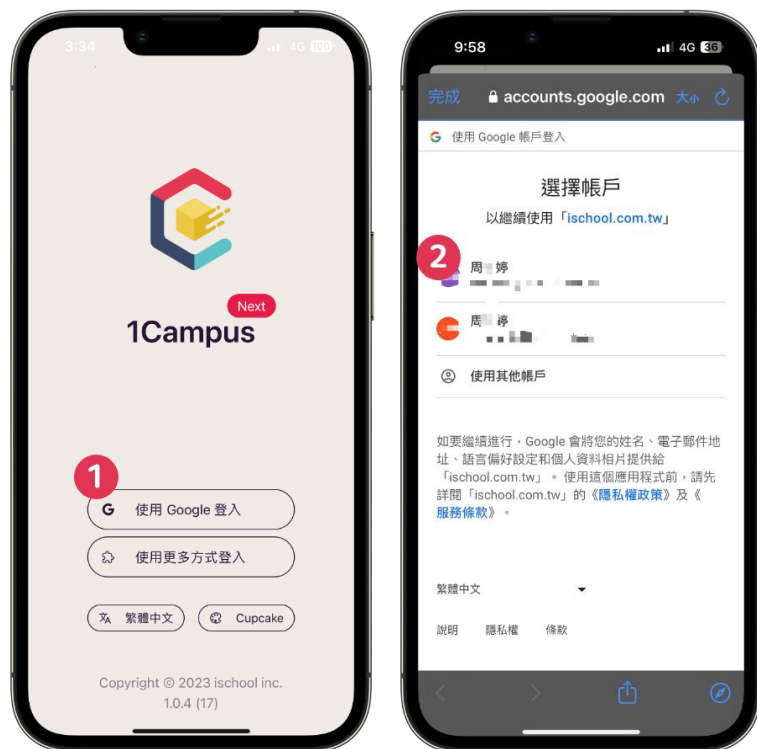 3:34
4G 100
Next
1Campus
1
使用 Google 登入
使用更多方式登入
繁體中文
Cupcake
Copyright © 2023 ischool inc.
1.0.4 (17)
9:58
4G 36
完成
accounts.google.com
大小
使用 Google 帳戶登入
選擇帳戶
以繼續使用「ischool.com.tw」
2
周 婷
周 婷
使用其他帳戶
如要繼續進行，Google 會將您的姓名、電子郵件地
址、語言偏好設定和個人資料相片提供給
「ischool.com.tw」。使用這個應用程式前，請先
詳閱「ischool.com.tw」的《隱私權政策》及《
服務條款》。
繁體中文
說明 隱私權 條款